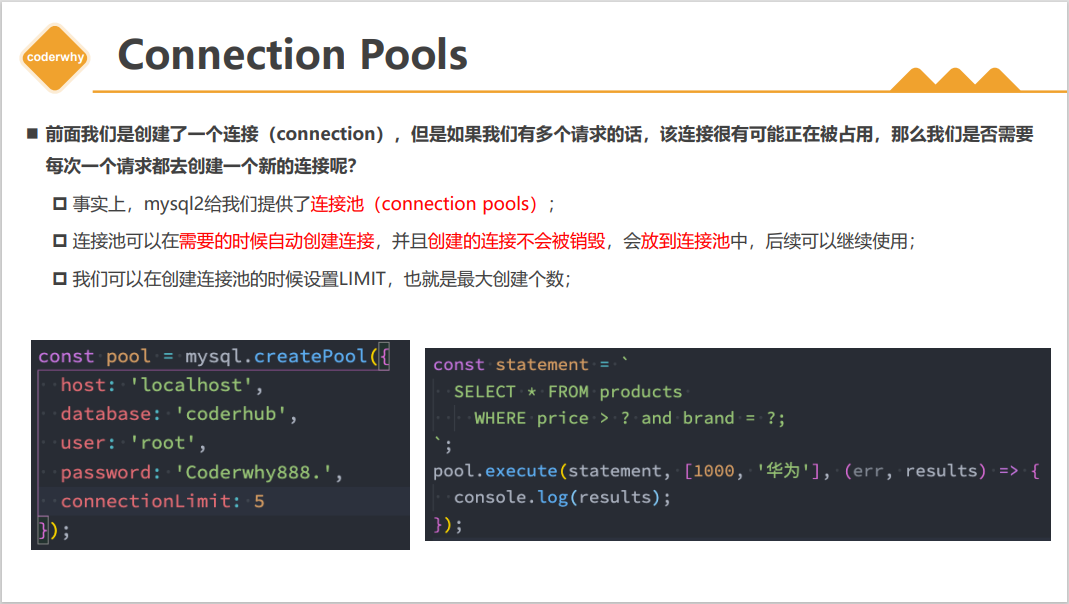 coderwhy
Connection Pools
■ 前面我们是创建了一个连接（connection），但是如果我们有多个请求的话，该连接很有可能正在被占用，那么我们是否需要
每次一个请求都去创建一个新的连接呢？
事实上，mysql2给我们提供了连接池（connection pools）；
连接池可以在需要的时候自动创建连接，并且创建的连接不会被销毁，会放到连接池中，后续可以继续使用；
我们可以在创建连接池的时候设置LIMIT，也就是最大创建个数；
const pool = mysql.createPool({
host: 'localhost',
database: 'coderhub',
user: 'root',
password: 'Coderwhy888.',
connectionLimit: 5
});
const statement = `
SELECT * FROM products
WHERE price > ? and brand = ?;
`;
pool.execute(statement, [1000, '华为'], (err, results) => {
console.log(results);
});